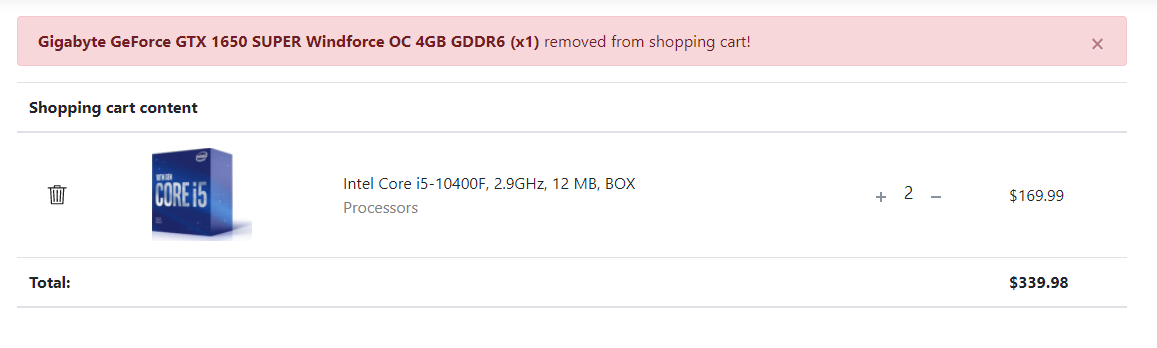 Gigabyte GeForce GTX 1650 SUPER Windforce OC 4GB GDDR6 (x1) removed from shopping cart! ×
Shopping cart content
intel
CORE i5
Intel Core i5-10400F, 2.9GHz, 12 MB, BOX
Processors
+ 2 −
$169.99
Total: $339.98